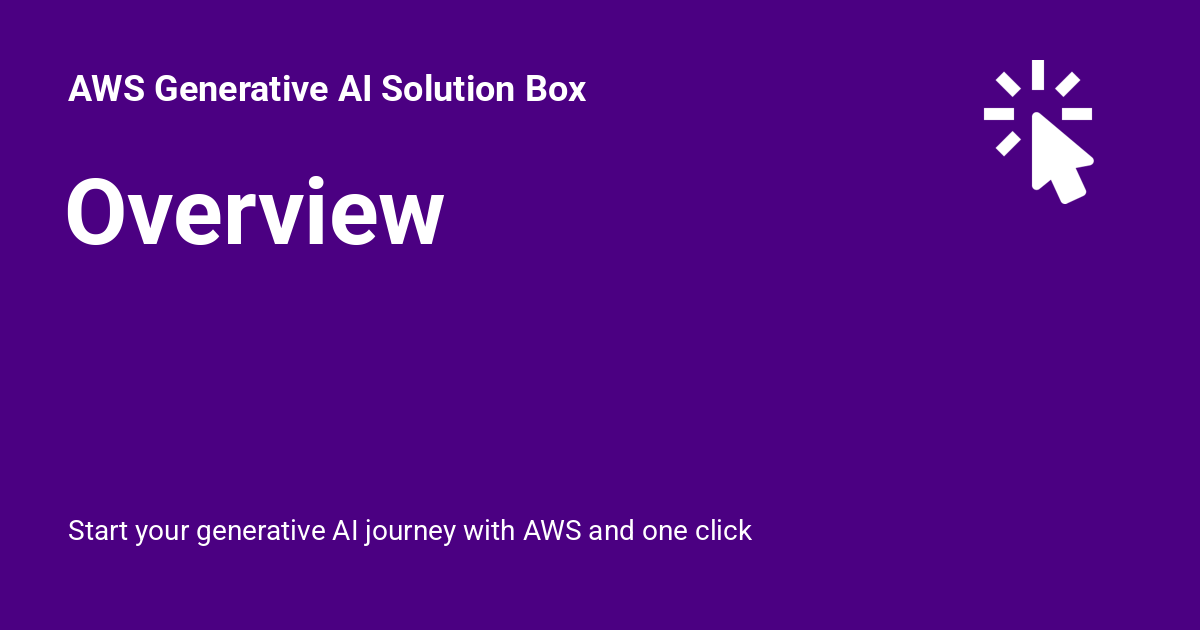 AWS Generative AI Solution Box
Overview
Start your generative AI journey with AWS and one click